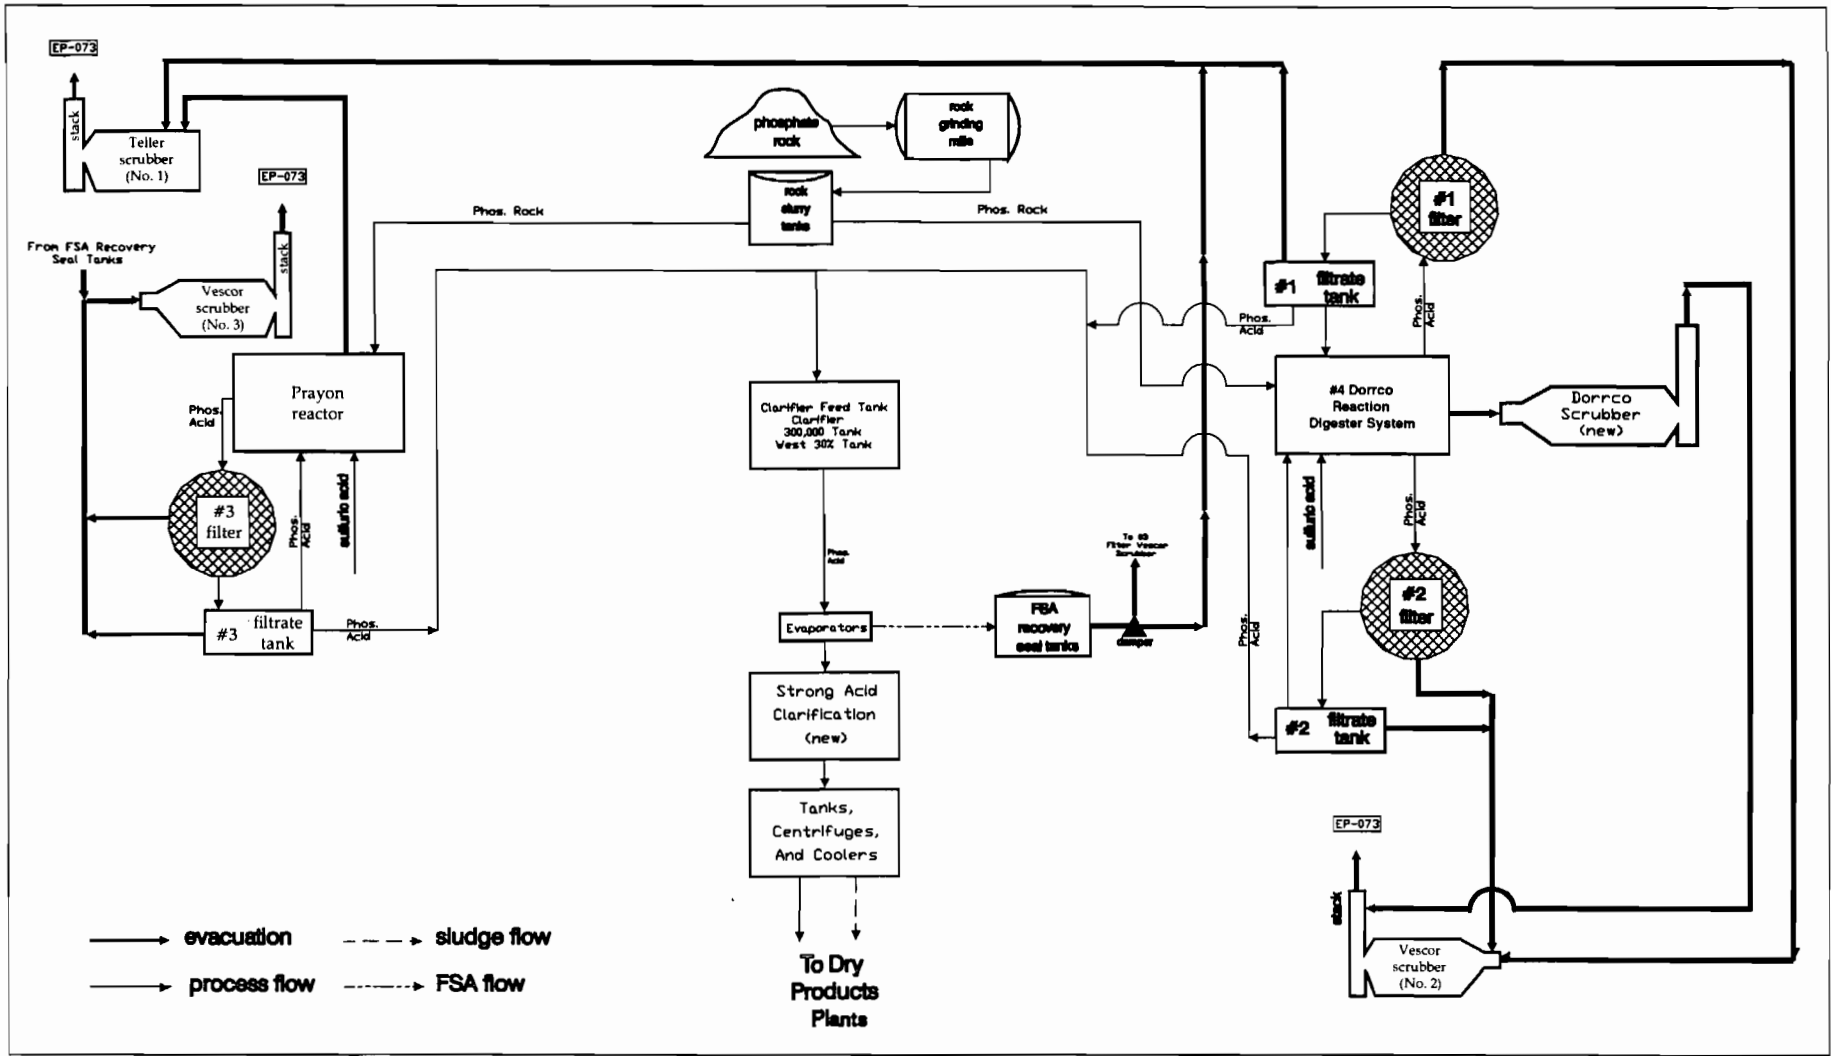 EP-073
stack
Teller
scrubber
(No. 1)
EP-073
stack
From FSA Recovery
Seal Tanks
Vescor
scrubber
(No. 3)
Prayon
reactor
Phos.
Acid
#3
filter
Phos.
Acid
sulfuric acid
#3 filtrate
tank
Phos.
Acid
phosphate
rock
rock
grinding
mills
rock
slurry
tanks
Phos. Rock
Phos. Rock
Clarifier Feed Tank
Clarifier
300,000 Tank
West 30% Tank
Phos.
Acid
Evaporators
Strong Acid
Clarification
(new)
Tanks,
Centrifuges,
And Coolers
To Dry
Products
Plants
FSA
recovery
seal tanks
To #3
Filter Vescor
Scrubber
damper
#1
filter
#1 filtrate
tank
Phos.
Acid
Phos.
Acid
#4 Dorrco
Reaction
Digester System
Dorrco
Scrubber
(new)
sulfuric acid
Phos.
Acid
#2
filter
Phos.
Acid
#2 filtrate
tank
EP-073
stack
Vescor
scrubber
(No. 2)
evacuation
sludge flow
process flow
FSA flow